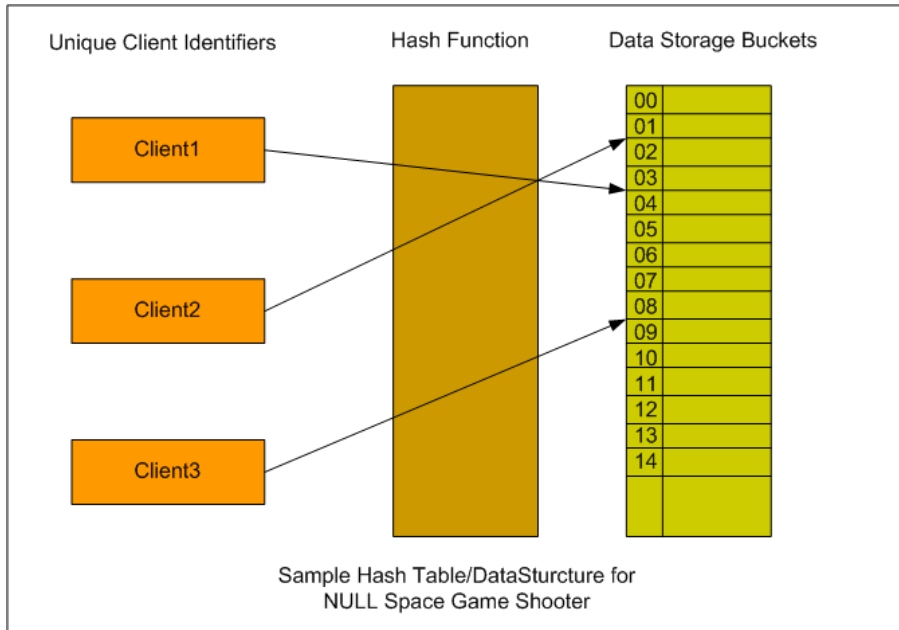 Unique Client Identifiers
Hash Function
Data Storage Buckets
Client1
Client2
Client3
00
01
02
03
04
05
06
07
08
09
10
11
12
13
14
Sample Hash Table/DataSturcture for
NULL Space Game Shooter